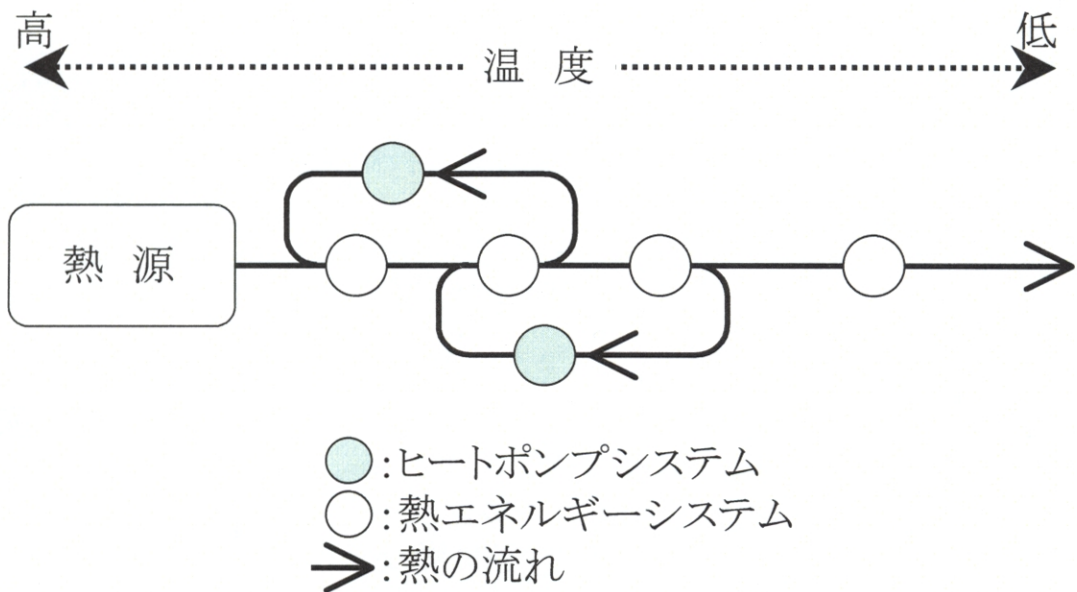 高
低
温 度
熱 源
:ヒートポンプシステム
:熱エネルギーシステム
:熱の流れ